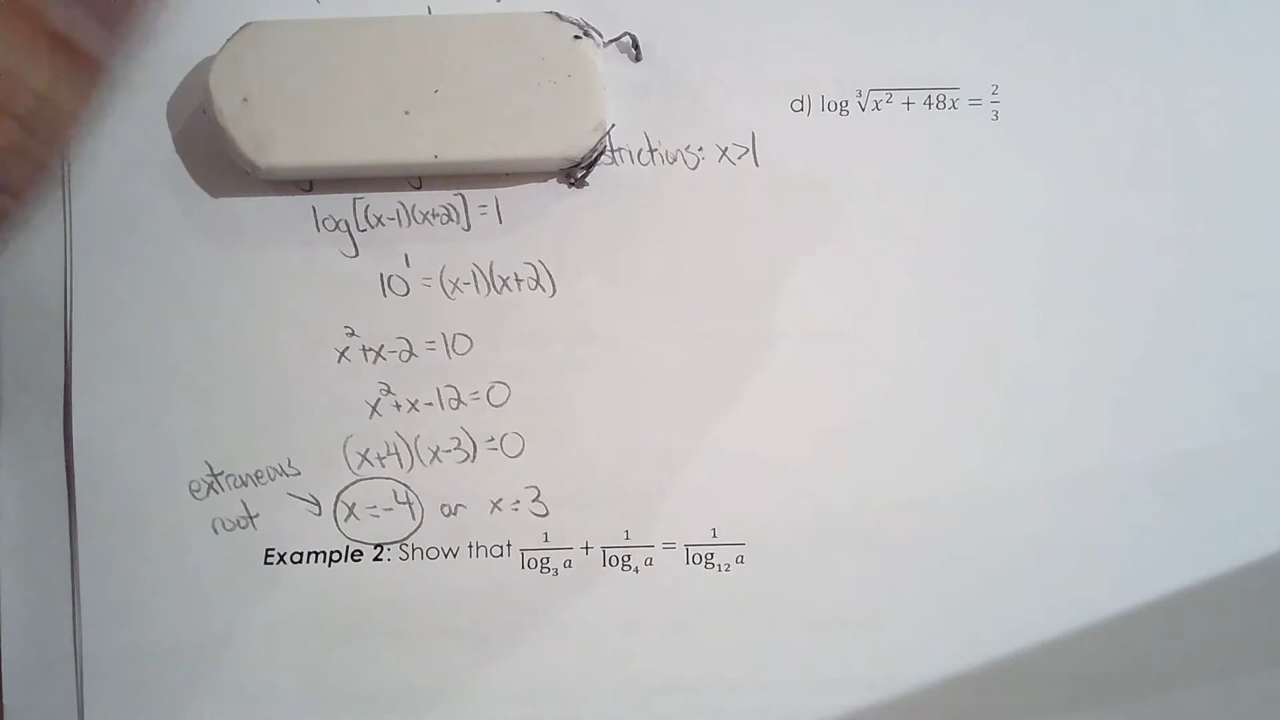 strictions: x>1
log[(x-1)(x+2)]=1
10¹=(x-1)(x+2)
x²+x-2=10
x²+x-12=0
(x+4)(x-3)=0
extraneous
root
x=-4 or x=3
Example 2: Show that 1/log₃ a + 1/log₄ a = 1/log₁₂ a
d) log ∛(x² + 48x) = 2/3